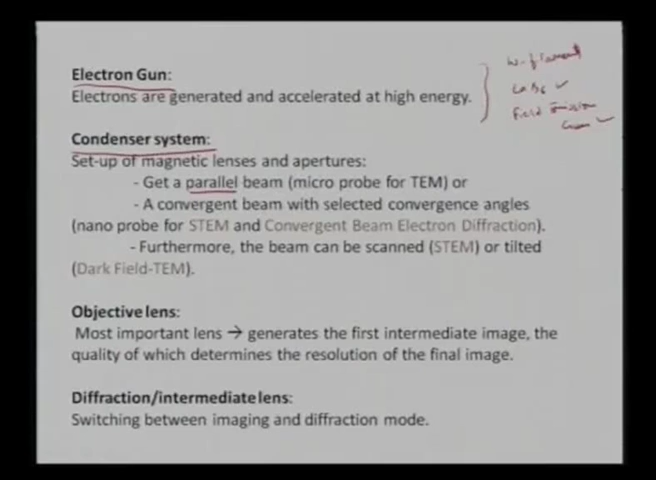 Electron Gun:
Electrons are generated and accelerated at high energy.
W-filament
LaB6 ✓
Field Emission
Gun ✓
Condenser system:
Set-up of magnetic lenses and apertures:
- Get a parallel beam (micro probe for TEM) or
- A convergent beam with selected convergence angles
(nano probe for STEM and Convergent Beam Electron Diffraction).
- Furthermore, the beam can be scanned (STEM) or tilted
(Dark Field-TEM).
Objective lens:
Most important lens → generates the first intermediate image, the
quality of which determines the resolution of the final image.
Diffraction/intermediate lens:
Switching between imaging and diffraction mode.